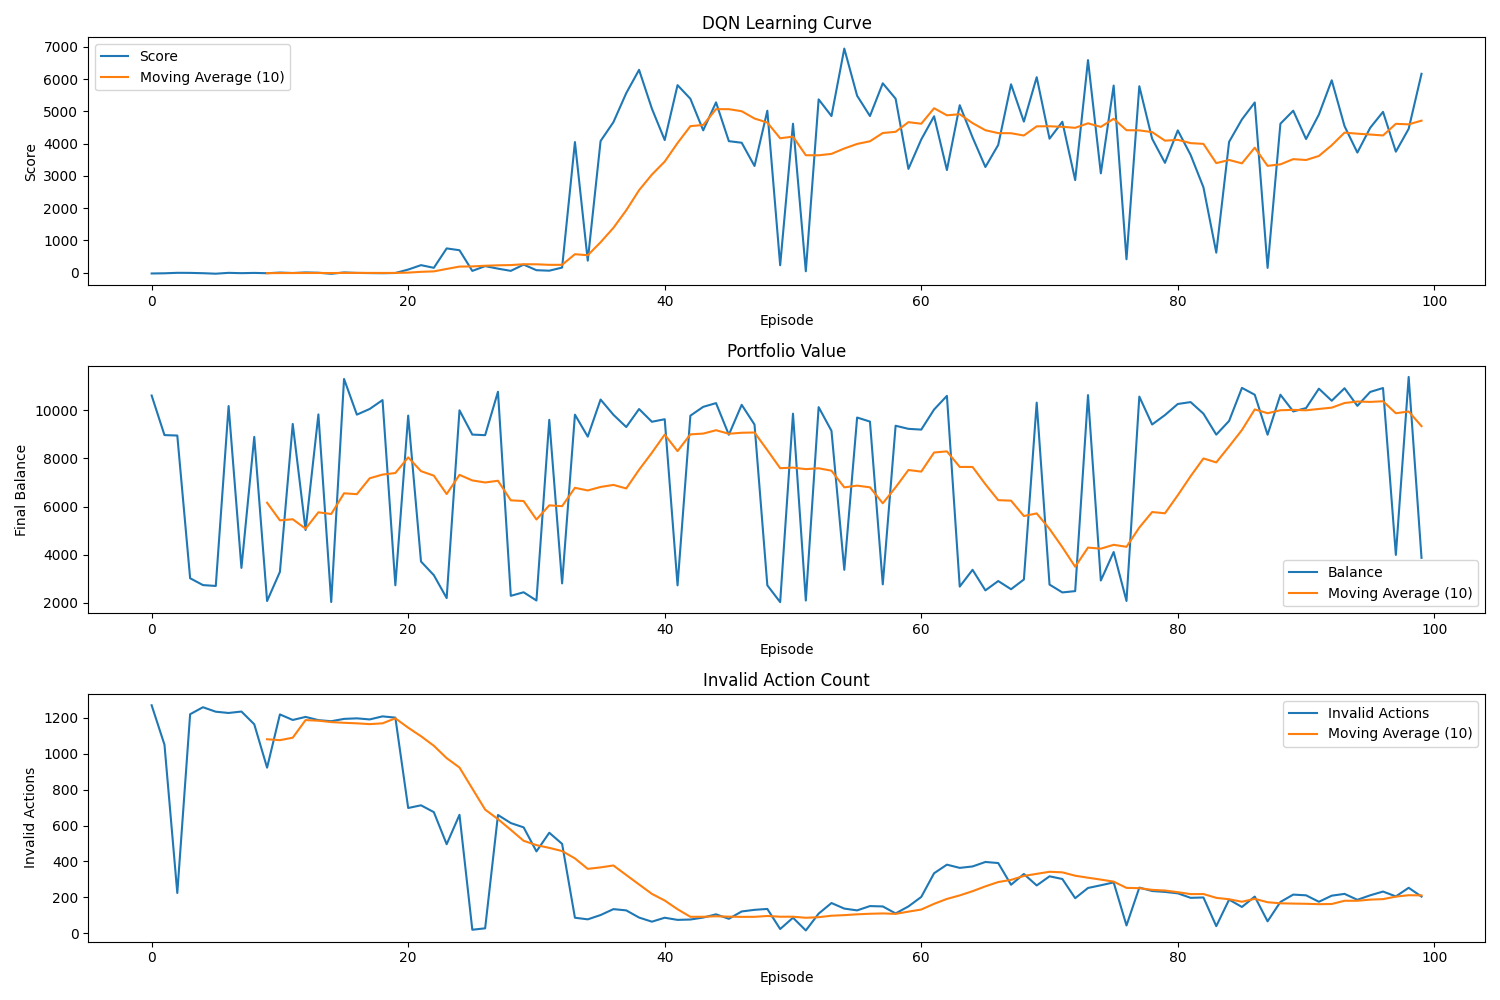 DQN Learning Curve
Score
Moving Average (10)
7000
6000
5000
4000
3000
2000
1000
0
Score
0
20
40
60
80
100
Episode
Portfolio Value
10000
8000
6000
4000
2000
Final Balance
Balance
Moving Average (10)
0
20
40
60
80
100
Episode
Invalid Action Count
Invalid Actions
Moving Average (10)
1200
1000
800
600
400
200
0
Invalid Actions
0
20
40
60
80
100
Episode